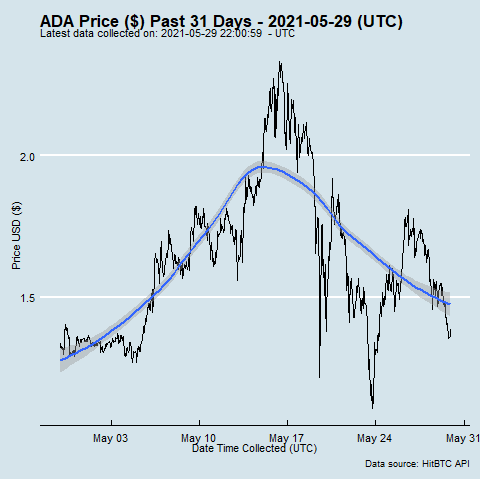 ADA Price ($) Past 31 Days - 2021-05-29 (UTC)
Latest data collected on: 2021-05-29 22:00:59 - UTC
2.0
1.5
Price USD ($)
May 03 May 10 May 17 May 24 May 31
Date Time Collected (UTC)
Data source: HitBTC API